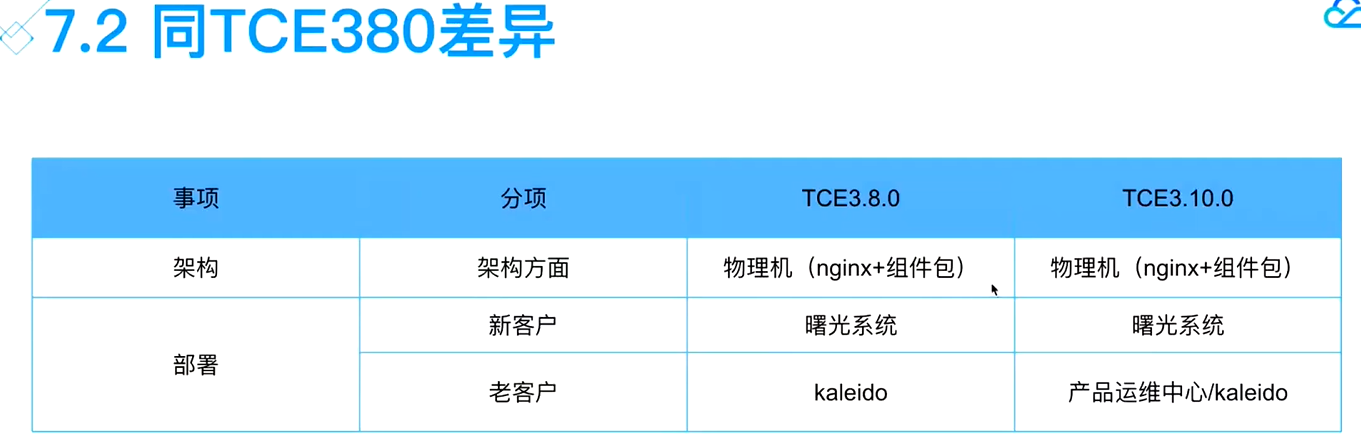 7.2 同TCE380差异
事项 分项 TCE3.8.0 TCE3.10.0
架构 架构方面 物理机（nginx+组件包） 物理机（nginx+组件包）
部署 新客户 曙光系统 曙光系统
老客户 kaleido 产品运维中心/kaleido